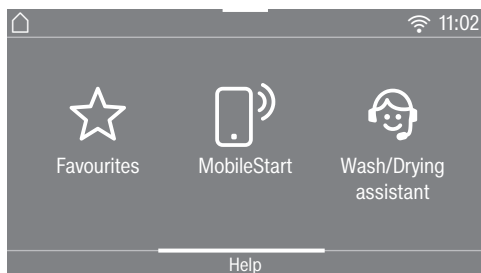 11:02
Favourites
MobileStart
Wash/Drying
assistant
Help